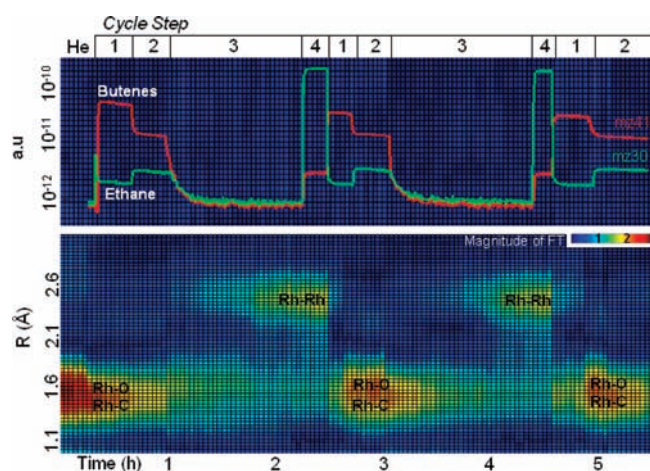 Cycle Step
He 1 2 3 4 1 2 3 4 1 2
10⁻¹⁰
10⁻¹¹
10⁻¹²
a.u
Butenes
Ethane
mz41
mz30
Magnitude of FT 1 2
2.6
2.1
1.6
1.1
R (Å)
Rh-Rh
Rh-Rh
Rh-O
Rh-C
Rh-O
Rh-C
Rh-O
Rh-C
Time (h) 1 2 3 4 5